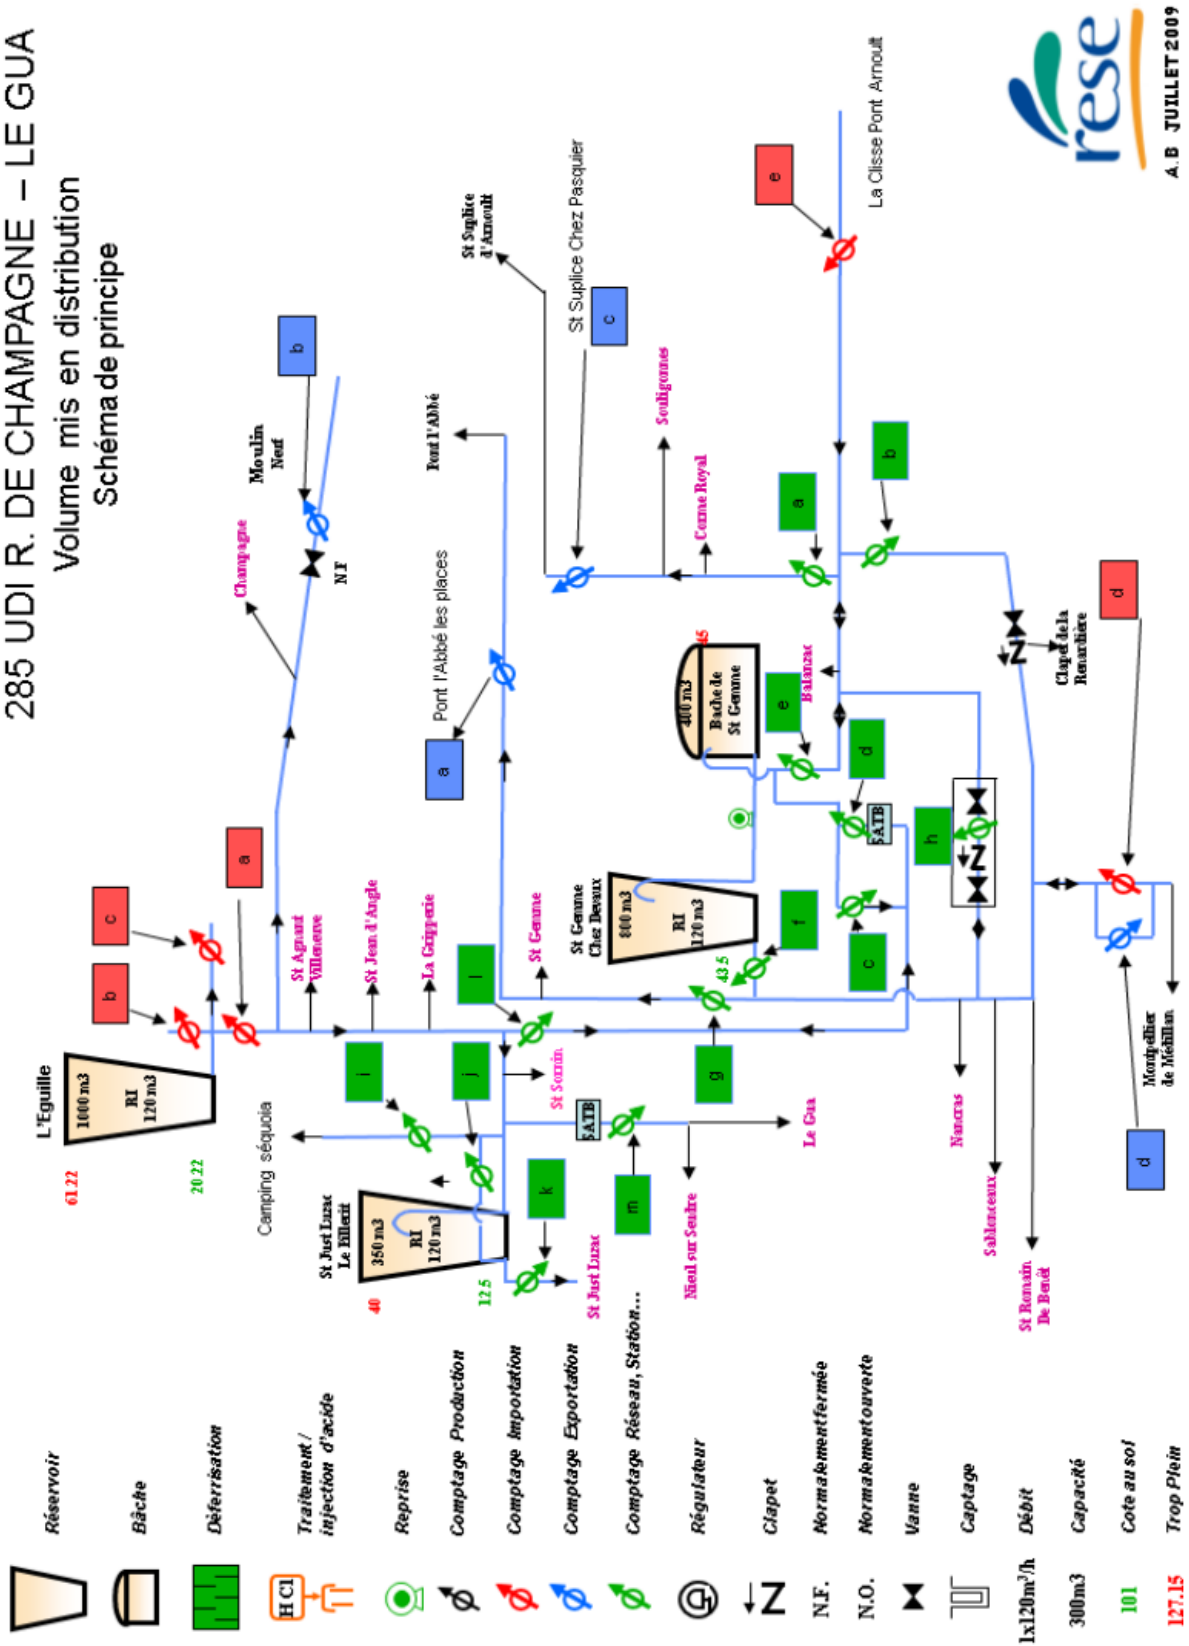 285 UDI R. DE CHAMPAGNE – LE GUA
Volume mis en distribution
Schéma de principe
rese
A.B JUILLET 2009
L'Eguille
1000 m3
RI
120 m3
61.22
20.22
b
c
a
Champagne
Moulin
Neuf
b
N F
St Agnant
Villeneuve
St Jean d'Angle
La Gripperie
Camping séquoia
i
j
l
St Just Luzac
Le Fillerit
350 m3
RI
120 m3
40
12.5
k
St Just Luzac
St Sornin
SATB
m
Nieul sur Seudre
Le Gua
g
Pont l'Abbé les places
a
Pont l'Abbé
St Gemme
St Suplice
d'Arnoult
St Suplice Chez Pasquier
c
Souligonnes
Corme Royal
a
e
La Clisse Pont Arnoult
b
St Gemme
Chez Devaux
800 m3
RI
120 m3
43.5
f
400 m3
Bache de
St Gemme
45
Balanzac
e
d
SATB
c
h
Clapet de la
Renardière
d
d
Montpellier
de Médillan
Nancras
Sablonceaux
St Romain
De Benêt
Réservoir
Bâche
Déferrisation
HCl
Traitement /
injection d'acide
Reprise
Comptage Production
Comptage Importation
Comptage Exportation
Comptage Réseau, Station...
Régulateur
Z
Clapet
N.F.
Normalement fermée
N.O.
Normalement ouverte
Vanne
Captage
1x120m³/h
Débit
300m3
Capacité
101
Cote au sol
127.15
Trop Plein